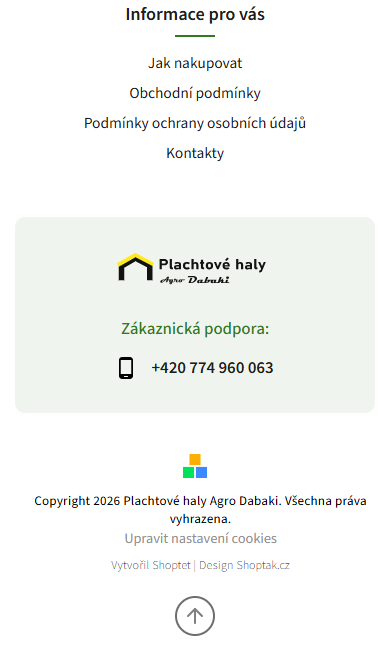 Informace pro vás
Jak nakupovat
Obchodní podmínky
Podmínky ochrany osobních údajů
Kontakty
Plachtové haly
Agro Dabaki
Zákaznická podpora:
+420 774 960 063
Copyright 2026 Plachtové haly Agro Dabaki. Všechna práva
vyhrazena.
Upravit nastavení cookies
Vytvořil Shoptet | Design Shoptak.cz